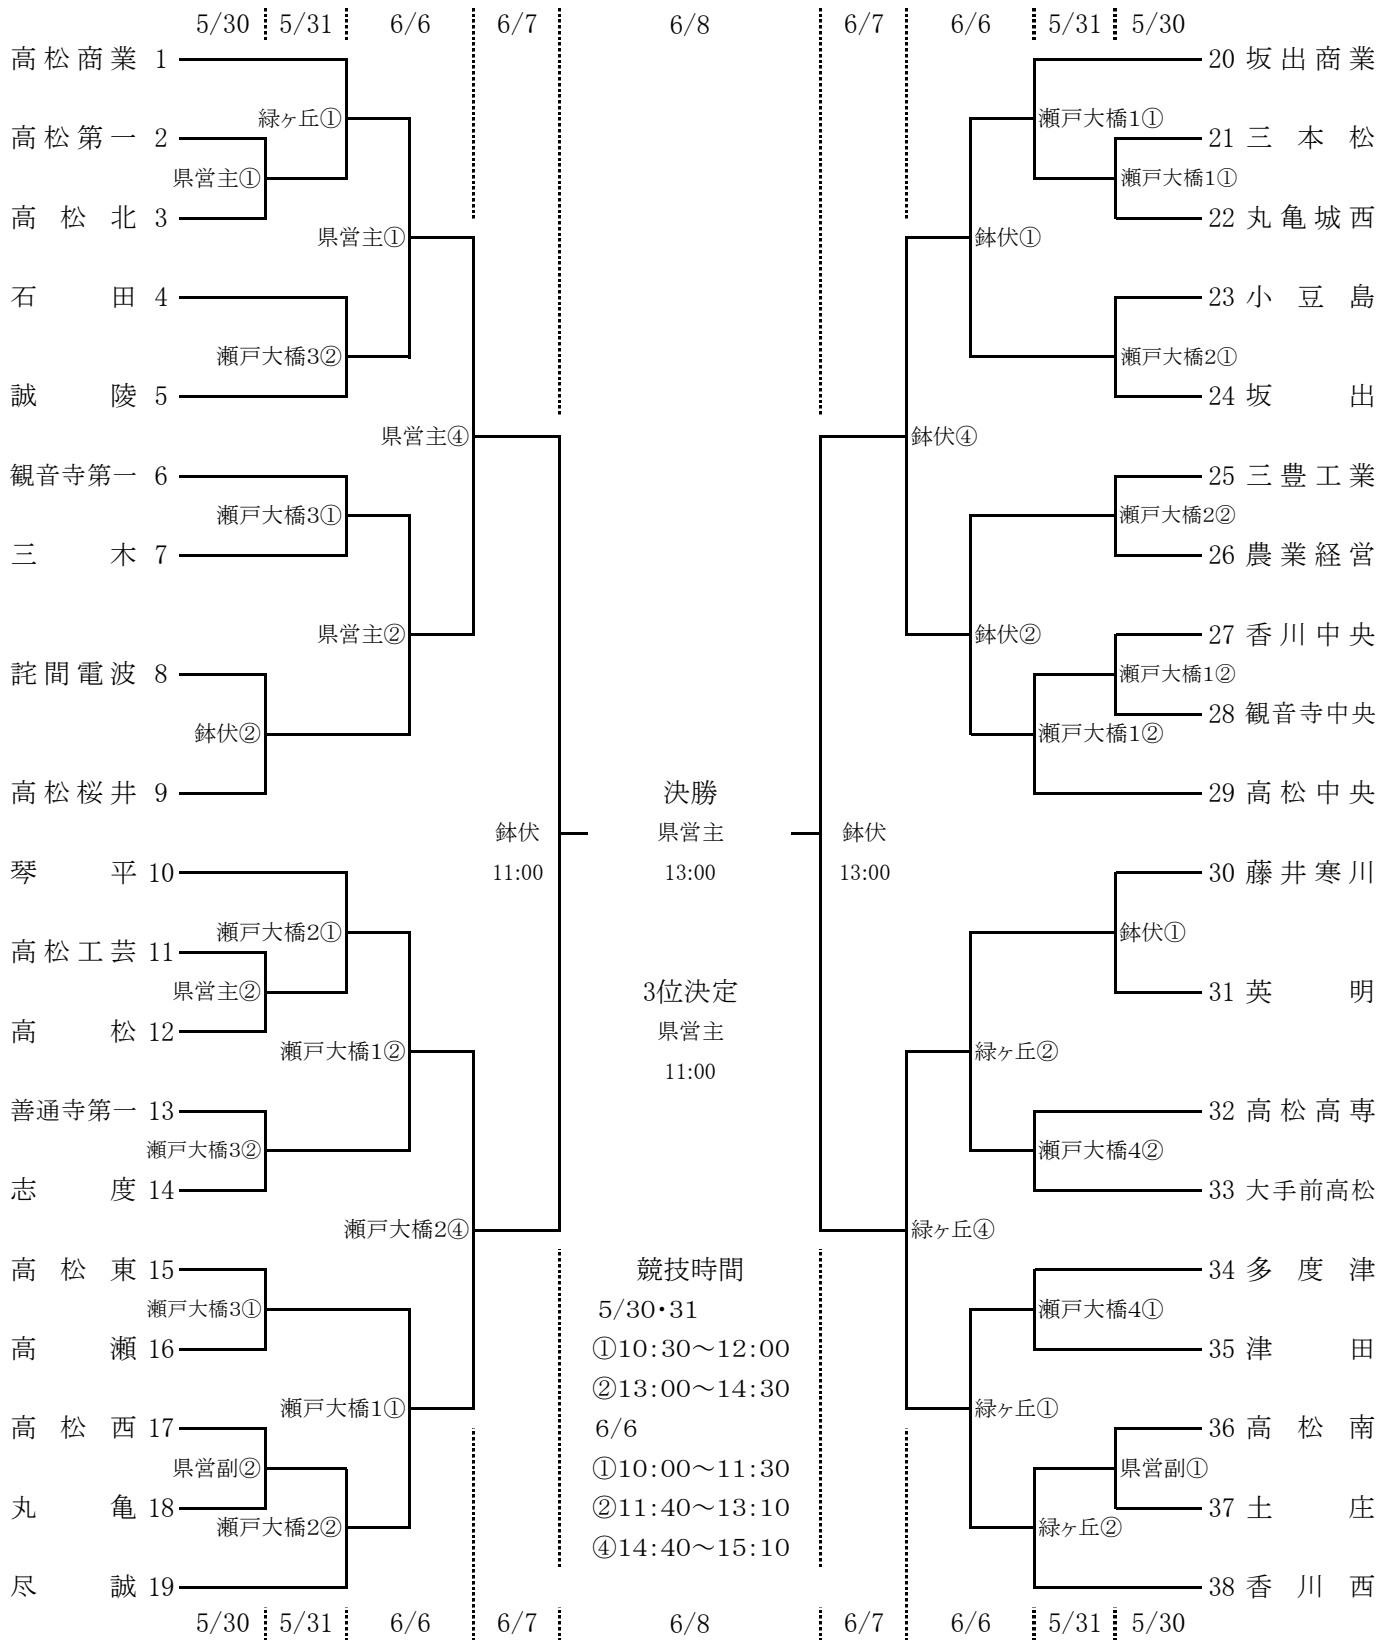 5/30 5/31 6/6 6/7 6/8 6/7 6/6 5/31 5/30
高松商業 1
緑ヶ丘①
高松第一 2
県営主①
高松北 3
県営主①
石田 4
瀬戸大橋3②
誠陵 5
県営主④
観音寺第一 6
瀬戸大橋3①
三木 7
県営主②
詫間電波 8
鉢伏②
高松桜井 9
鉢伏
11:00
琴平 10
瀬戸大橋2①
高松工芸 11
県営主②
高松 12
瀬戸大橋1②
善通寺第一 13
瀬戸大橋3②
志度 14
瀬戸大橋2④
高松東 15
瀬戸大橋3①
高瀬 16
瀬戸大橋1①
高松西 17
県営副②
丸亀 18
瀬戸大橋2②
尽誠 19
決勝
県営主
13:00
3位決定
県営主
11:00
競技時間
5/30・31
①10:30～12:00
②13:00～14:30
6/6
①10:00～11:30
②11:40～13:10
④14:40～15:10
20 坂出商業
瀬戸大橋1①
21 三本松
瀬戸大橋1①
22 丸亀城西
鉢伏①
23 小豆島
瀬戸大橋2①
24 坂出
鉢伏④
25 三豊工業
瀬戸大橋2②
26 農業経営
鉢伏②
27 香川中央
瀬戸大橋1②
28 観音寺中央
瀬戸大橋1②
29 高松中央
鉢伏
13:00
30 藤井寒川
鉢伏①
31 英明
緑ヶ丘②
32 高松高専
瀬戸大橋4②
33 大手前高松
緑ヶ丘④
34 多度津
瀬戸大橋4①
35 津田
緑ヶ丘①
36 高松南
県営副①
37 土庄
緑ヶ丘②
38 香川西
5/30 5/31 6/6 6/7 6/8 6/7 6/6 5/31 5/30